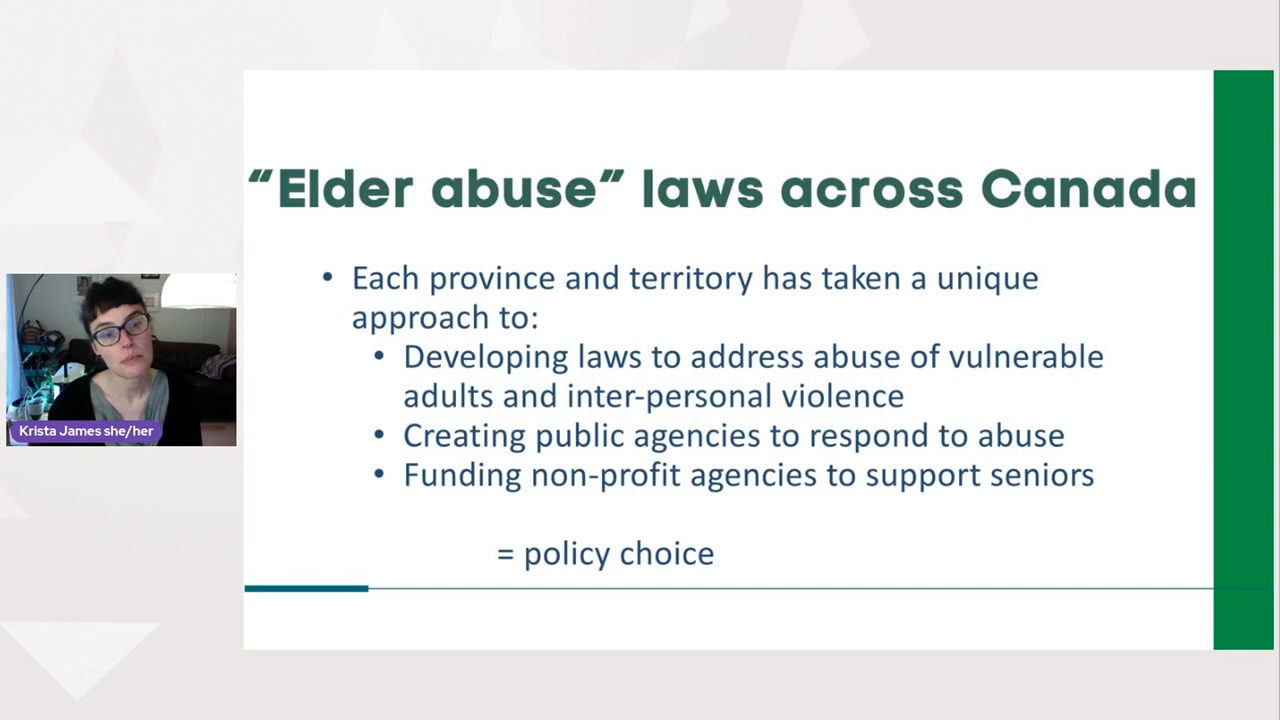 “Elder abuse” laws across Canada
• Each province and territory has taken a unique
approach to:
• Developing laws to address abuse of vulnerable
adults and inter-personal violence
• Creating public agencies to respond to abuse
• Funding non-profit agencies to support seniors
= policy choice
Krista James she/her